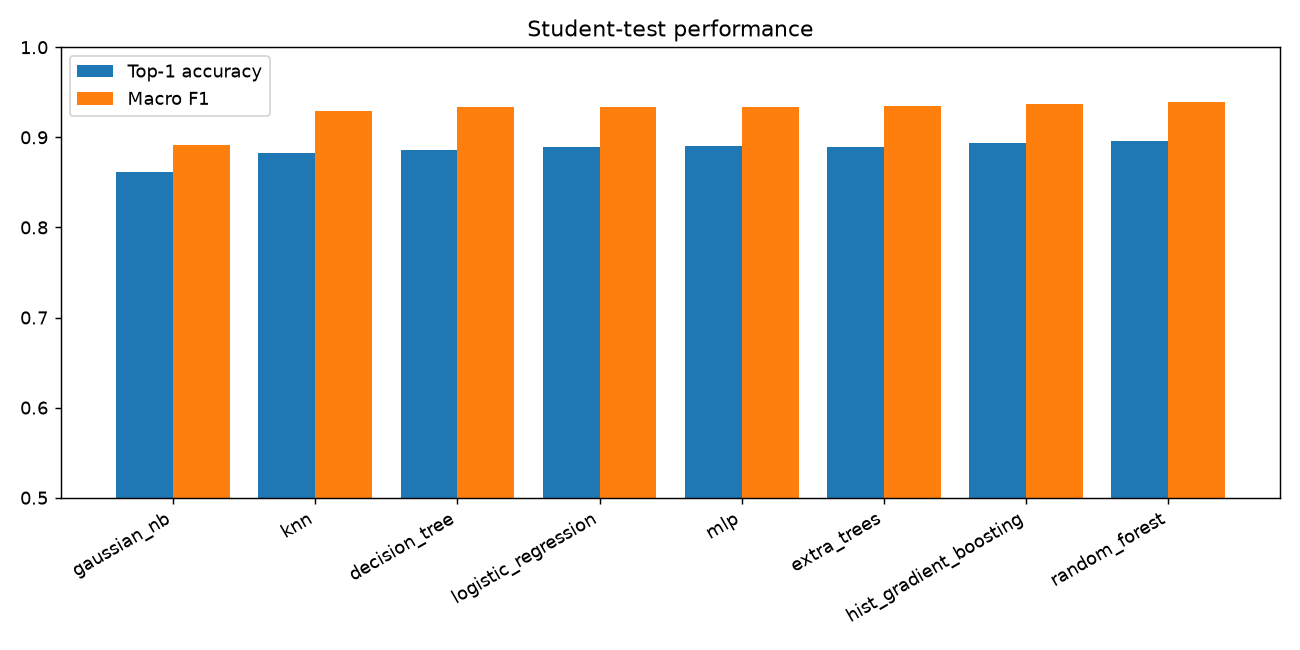 Student-test performance
Top-1 accuracy
Macro F1
1.0
0.9
0.8
0.7
0.6
0.5
gaussian_nb
knn
decision_tree
logistic_regression
mlp
extra_trees
hist_gradient_boosting
random_forest